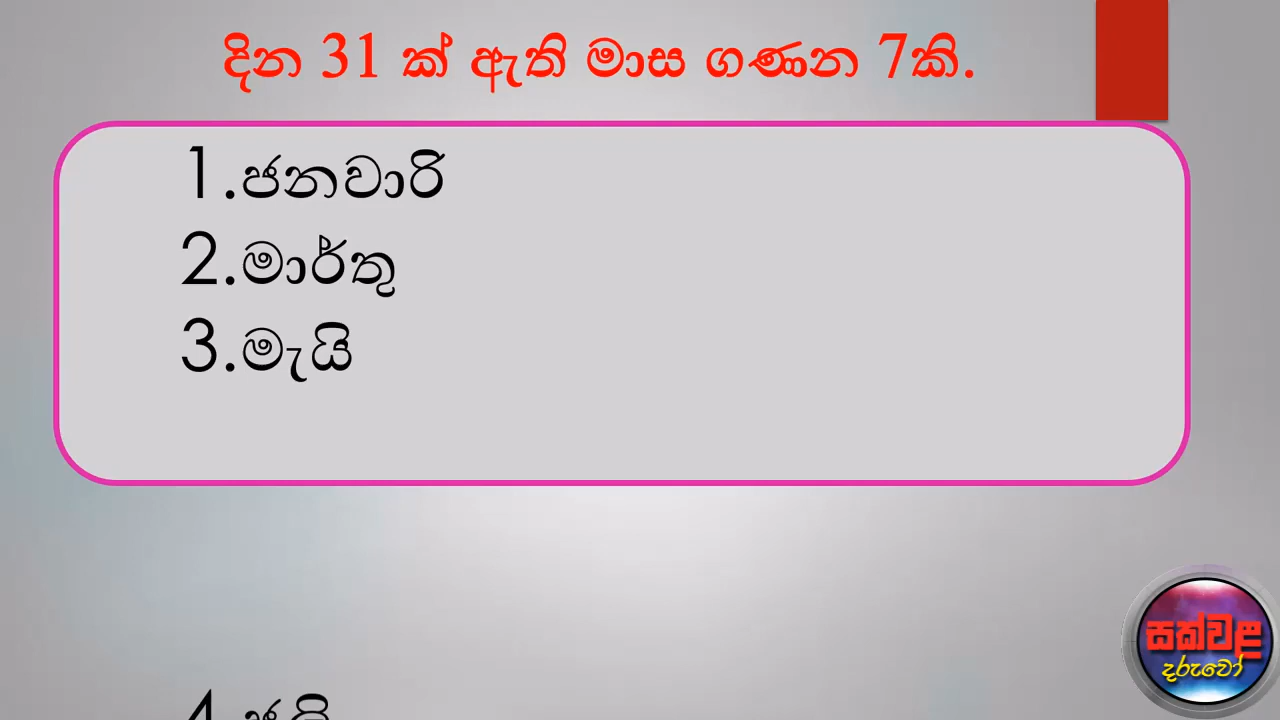 දින 31 ක් ඇති මාස ගණන 7කි.
1.ජනවාරි
2.මාර්තු
3.මැයි
සක්වළ
දරුවෝ